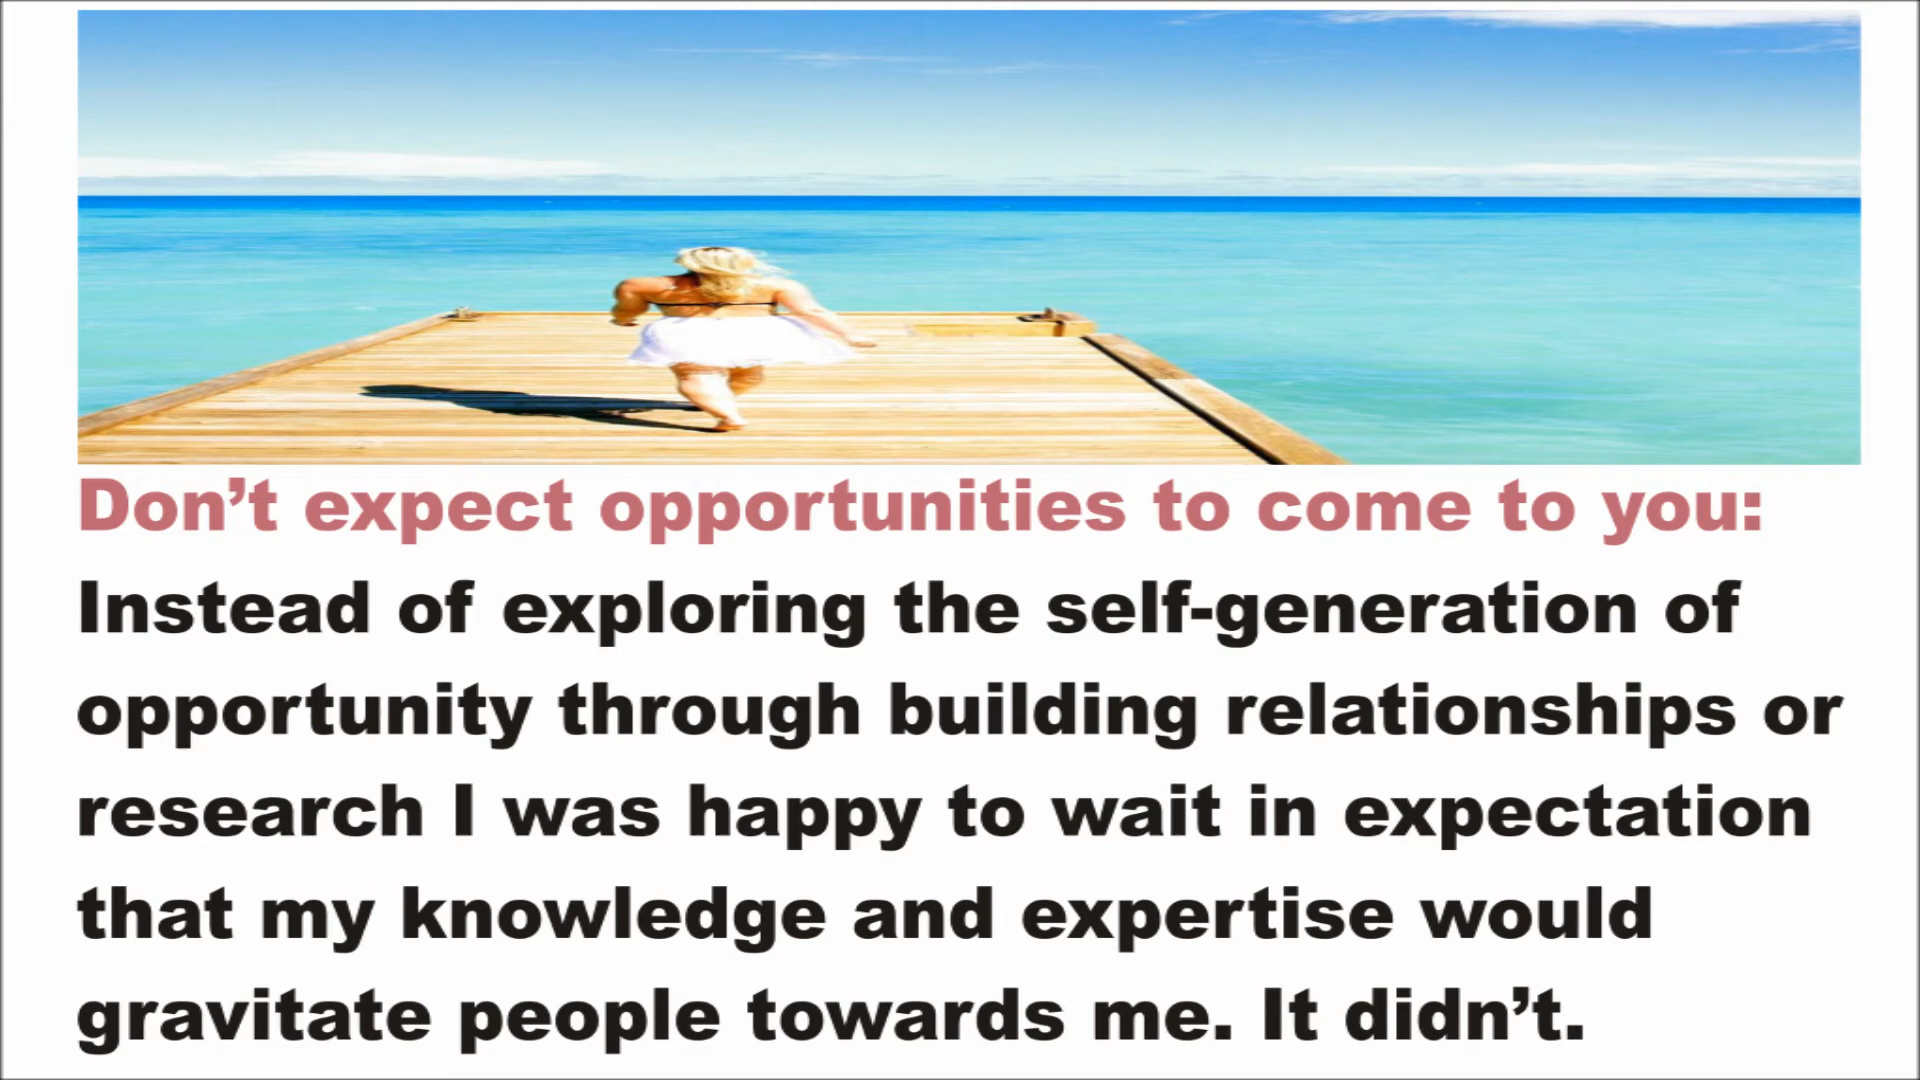 Don’t expect opportunities to come to you:
Instead of exploring the self-generation of
opportunity through building relationships or
research I was happy to wait in expectation
that my knowledge and expertise would
gravitate people towards me. It didn’t.